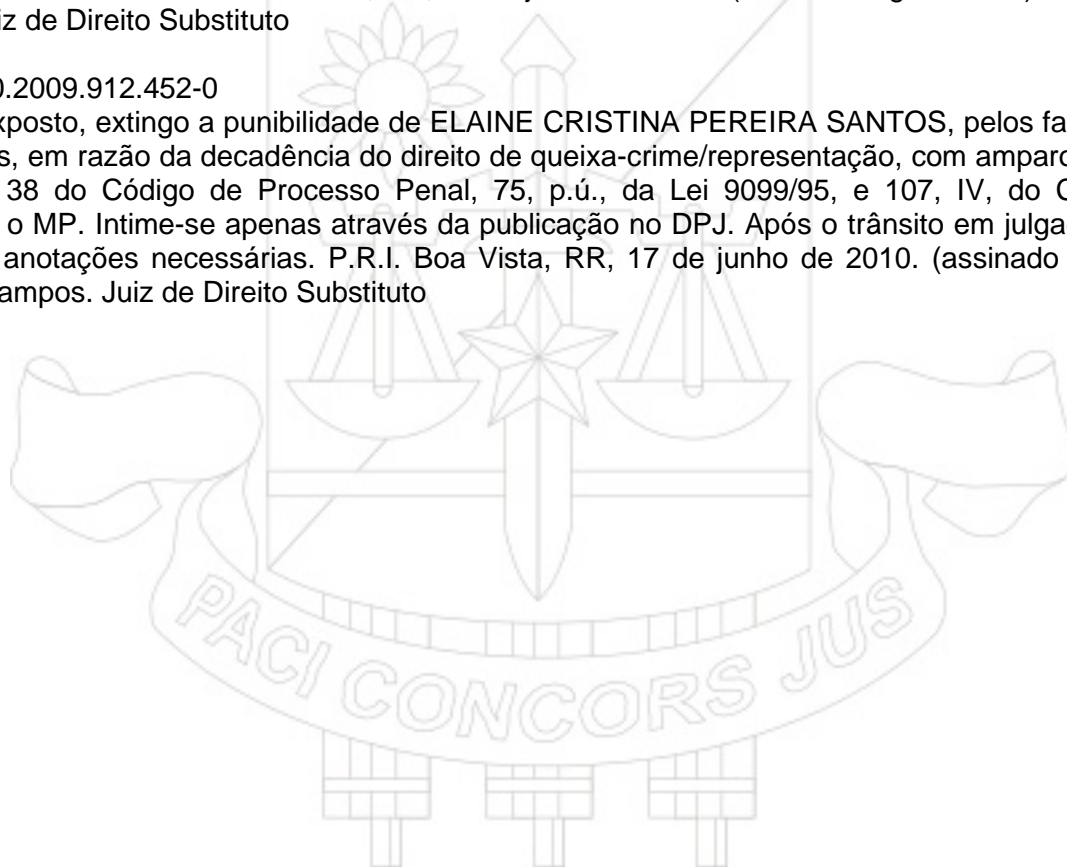 iz de Direito Substituto
0.2009.912.452-0
xposto, extingo a punibilidade de ELAINE CRISTINA PEREIRA SANTOS, pelos fa
s, em razão da decadência do direito de queixa-crime/representação, com amparo
38 do Código de Processo Penal, 75, p.ú., da Lei 9099/95, e 107, IV, do C
o MP. Intime-se apenas através da publicação no DPJ. Após o trânsito em julga
anotações necessárias. P.R.I. Boa Vista, RR, 17 de junho de 2010. (assinado
ampos. Juiz de Direito Substituto
PACI CONCORS JUS